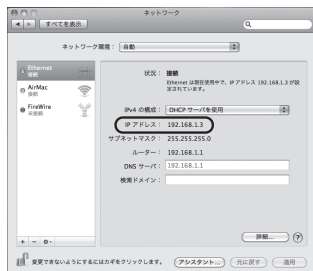 ネットワーク
すべてを表示
ネットワーク環境： 自動
Ethernet
接続
AirMac
接続
FireWire
未接続
状況： 接続
Ethernet は現在使用中で、IP アドレス 192.168.1.3 が設
定されています。
IPv4 の構成： DHCP サーバを使用
IP アドレス： 192.168.1.3
サブネットマスク： 255.255.255.0
ルーター： 192.168.1.1
DNS サーバ： 192.168.1.1
検索ドメイン：
詳細...
?
+ −
変更できないようにするにはカギをクリックします。
アシスタント...
元に戻す
適用